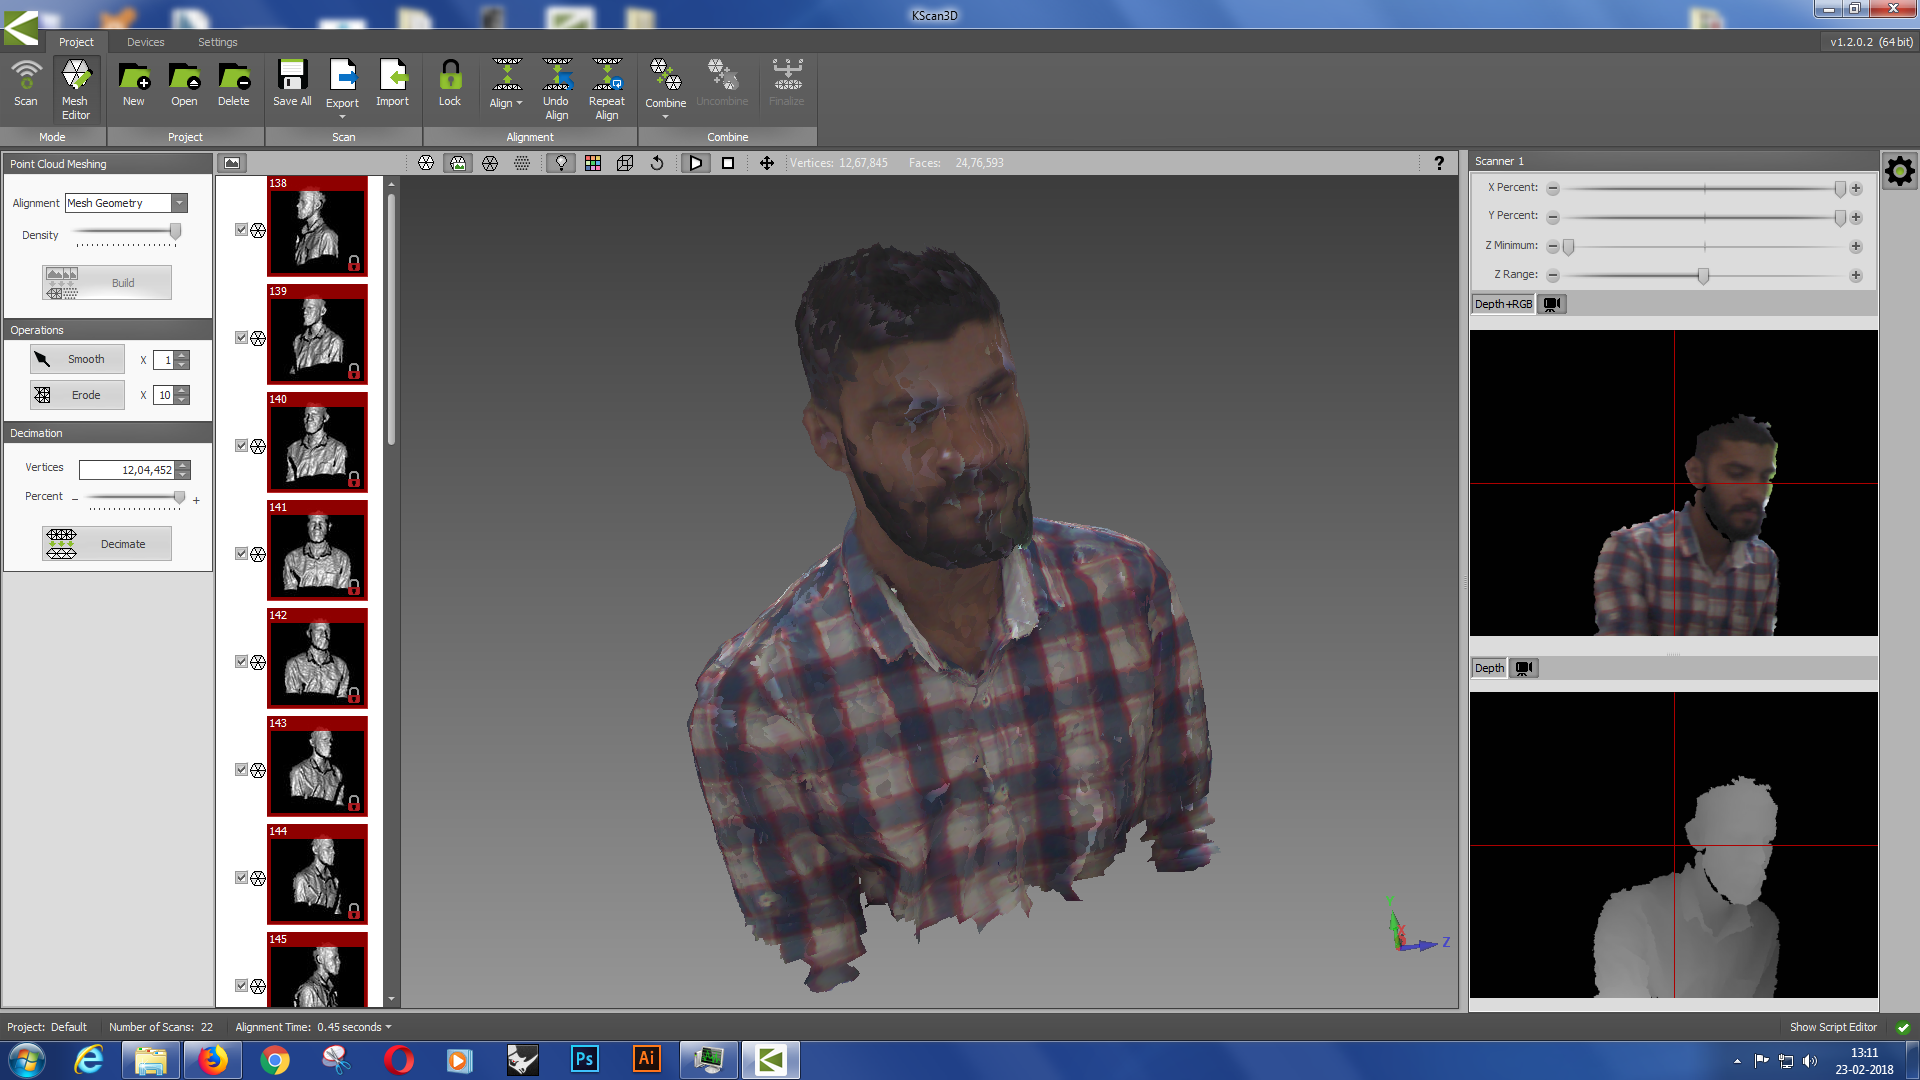 KScan3D
Project Devices Settings
v1.2.0.2 (64 bit)
Scan Mesh Editor New Open Delete Save All Export Import Lock Align Undo Align Repeat Align Combine Uncombine Finalize
Mode Project Scan Alignment Combine
Point Cloud Meshing
Alignment Mesh Geometry
Density
Build
Operations
Smooth X 1
Erode X 10
Decimation
Vertices 12,04,452
Percent - +
Decimate
138
139
140
141
142
143
144
145
Vertices: 12,67,845 Faces: 24,76,593
?
Y
X
Z
Scanner 1
X Percent:
Y Percent:
Z Minimum:
Z Range:
Depth+RGB
Depth
Project: Default Number of Scans: 22 Alignment Time: 0.45 seconds
Show Script Editor
Ps
Ai
13:11
23-02-2018